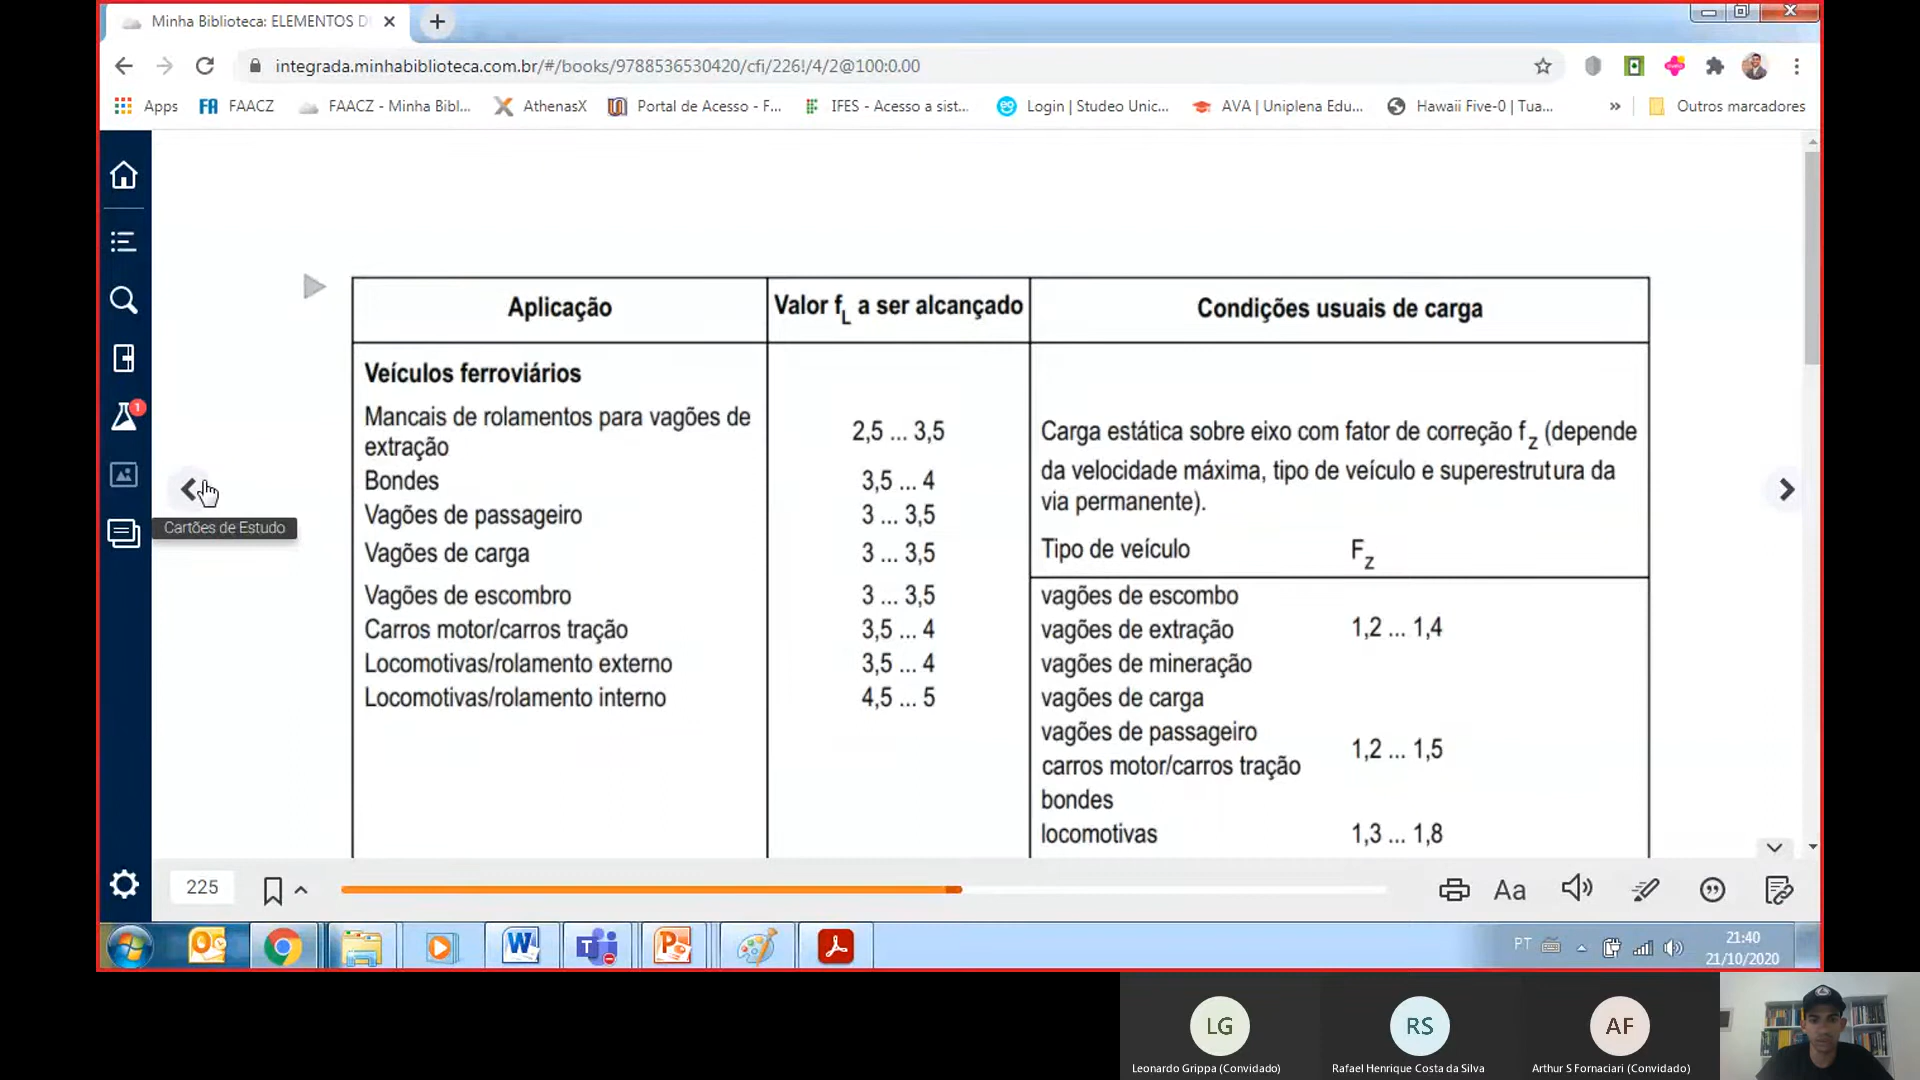 Minha Biblioteca: ELEMENTOS D
integrada.minhabiblioteca.com.br/#/books/9788536530420/cfi/226!/4/2@100:0.00
Apps FAACZ FAACZ - Minha Bibl... AthenasX Portal de Acesso - F... IFES - Acesso a sist... Login | Studeo Unic... AVA | Uniplena Edu... Hawaii Five-0 | Tua... » Outros marcadores
Aplicação Valor fL a ser alcançado Condições usuais de carga
Veículos ferroviários
Mancais de rolamentos para vagões de
extração
2,5 ... 3,5
Bondes 3,5 ... 4
Vagões de passageiro 3 ... 3,5
Vagões de carga 3 ... 3,5
Vagões de escombro 3 ... 3,5
Carros motor/carros tração 3,5 ... 4
Locomotivas/rolamento externo 3,5 ... 4
Locomotivas/rolamento interno 4,5 ... 5
Carga estática sobre eixo com fator de correção fz (depende
da velocidade máxima, tipo de veículo e superestrutura da
via permanente).
Tipo de veículo Fz
vagões de escombo
vagões de extração 1,2 ... 1,4
vagões de mineração
vagões de carga
vagões de passageiro
1,2 ... 1,5
carros motor/carros tração
bondes
locomotivas 1,3 ... 1,8
1
Cartões de Estudo
225
Aa
PT
21:40
21/10/2020
LG RS AF
Leonardo Grippa (Convidado) Rafael Henrique Costa da Silva Arthur S Fornaciari (Convidado)